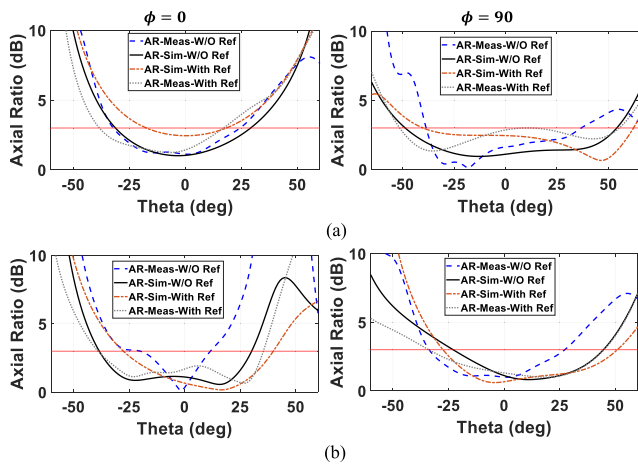 ϕ = 0
ϕ = 90
Axial Ratio (dB)
10
5
0
AR-Meas-W/O Ref
AR-Sim-W/O Ref
AR-Sim-With Ref
AR-Meas-With Ref
-50 -25 0 25 50
Theta (deg)
Axial Ratio (dB)
10
5
0
AR-Meas-W/O Ref
AR-Sim-W/O Ref
AR-Sim-With Ref
AR-Meas-With Ref
-50 -25 0 25 50
Theta (deg)
(a)
Axial Ratio (dB)
10
5
0
AR-Meas-W/O Ref
AR-Sim-W/O Ref
AR-Sim-With Ref
AR-Meas-With Ref
-50 -25 0 25 50
Theta (deg)
Axial Ratio (dB)
10
5
0
AR-Meas-W/O Ref
AR-Sim-W/O Ref
AR-Sim-With Ref
AR-Meas-With Ref
-50 -25 0 25 50
Theta (deg)
(b)